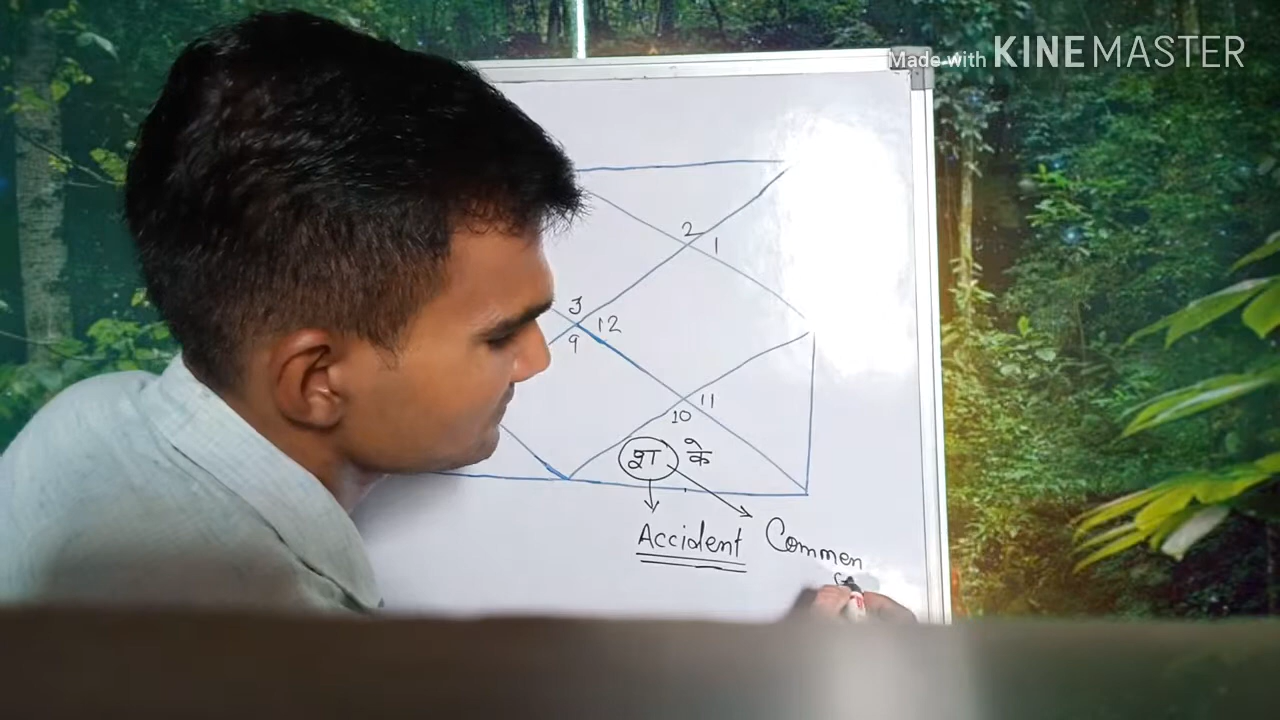 Made with KINEMASTER
2
1
3
12
9
11
10
श के
Accident Commen